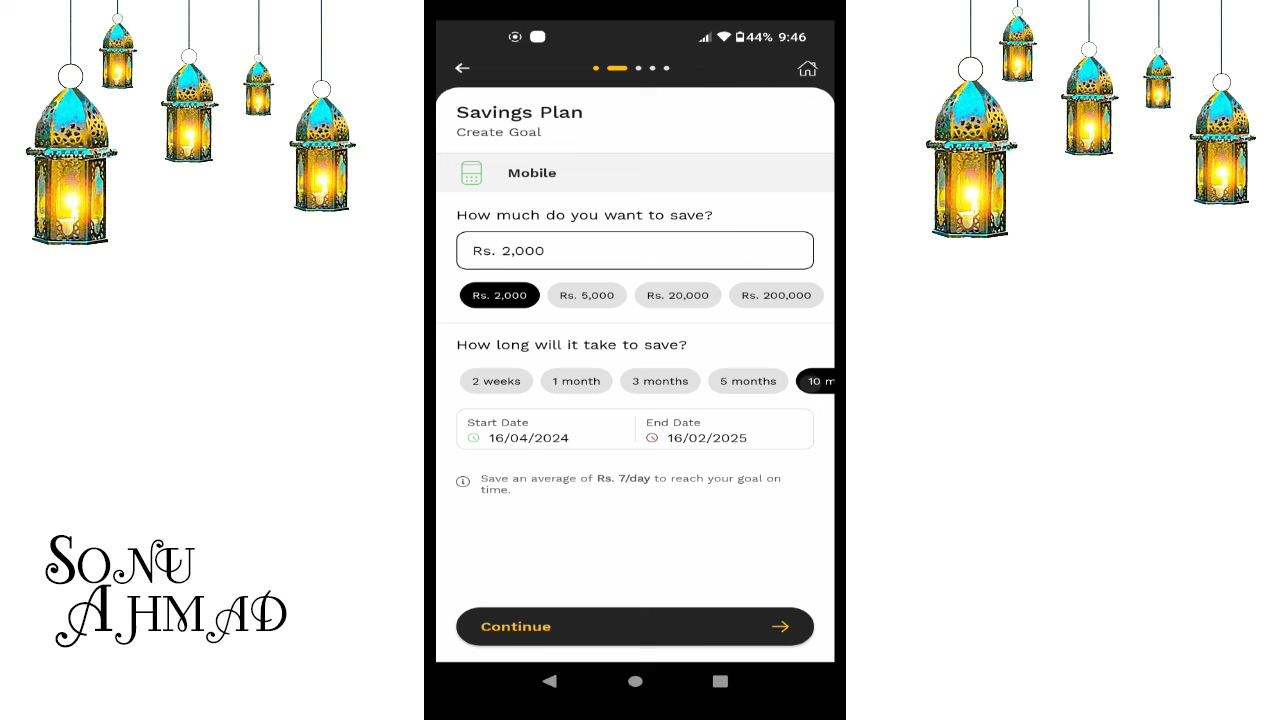 44% 9:46
Savings Plan
Create Goal
Mobile
How much do you want to save?
Rs. 2,000
Rs. 2,000 Rs. 5,000 Rs. 20,000 Rs. 200,000
How long will it take to save?
2 weeks 1 month 3 months 5 months 10 m
Start Date End Date
16/04/2024 16/02/2025
Save an average of Rs. 7/day to reach your goal on
time.
Continue
SONU
AHMAD